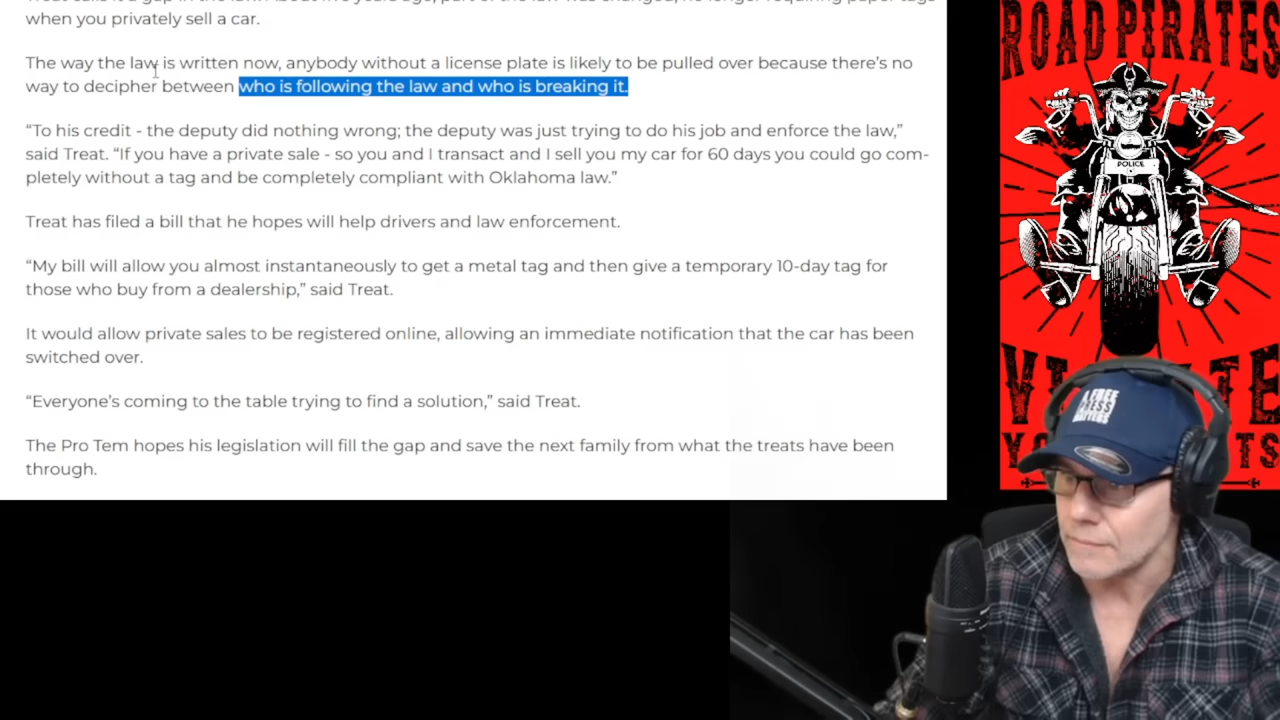 when you privately sell a car.
The way the law is written now, anybody without a license plate is likely to be pulled over because there's no
way to decipher between who is following the law and who is breaking it.
“To his credit - the deputy did nothing wrong; the deputy was just trying to do his job and enforce the law,”
said Treat. “If you have a private sale - so you and I transact and I sell you my car for 60 days you could go com-
pletely without a tag and be completely compliant with Oklahoma law.”
Treat has filed a bill that he hopes will help drivers and law enforcement.
“My bill will allow you almost instantaneously to get a metal tag and then give a temporary 10-day tag for
those who buy from a dealership,” said Treat.
It would allow private sales to be registered online, allowing an immediate notification that the car has been
switched over.
“Everyone’s coming to the table trying to find a solution,” said Treat.
The Pro Tem hopes his legislation will fill the gap and save the next family from what the treats have been
through.
ROAD PIRATES
POLICE
A FREE
PRESS
MATTERS